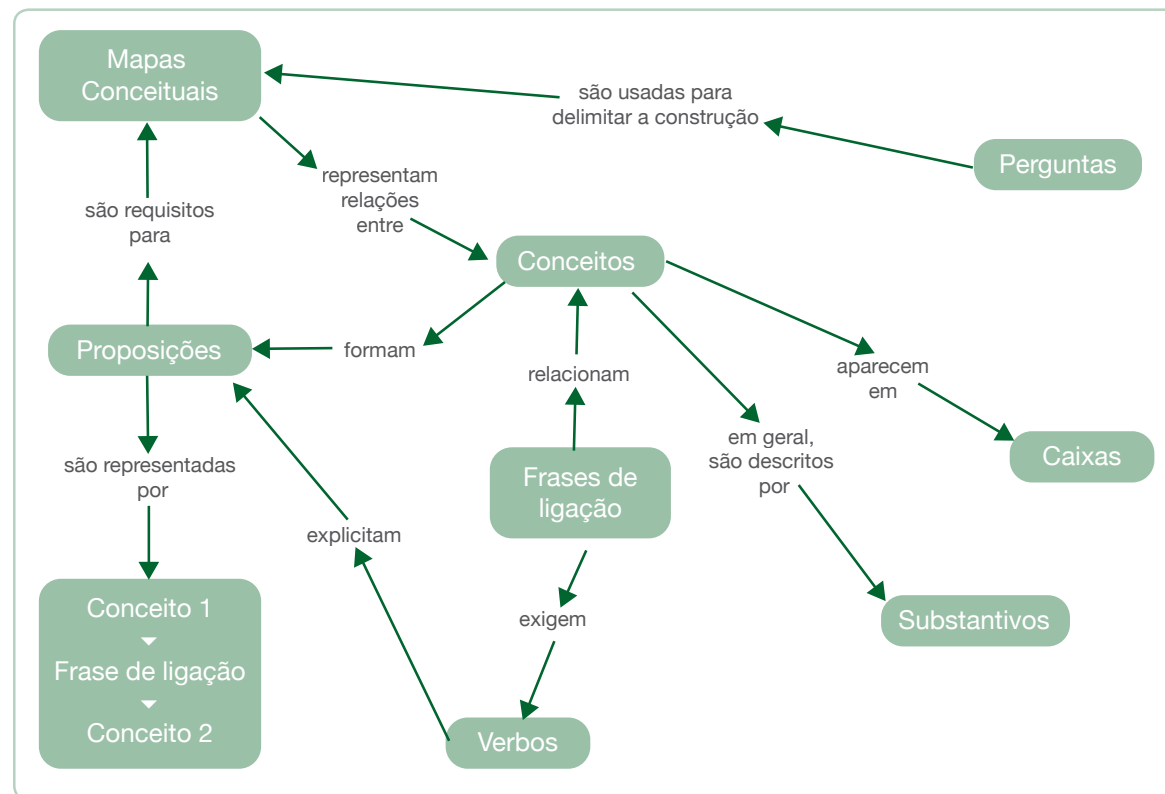 Mapas
Conceituais
são usadas para
delimitar a construção
Perguntas
representam
relações
entre
são requisitos
para
Conceitos
Proposições
formam
relacionam
aparecem
em
em geral,
são descritos
por
Caixas
são representadas
por
Frases de
ligação
explicitam
Conceito 1
Frase de ligação
Conceito 2
exigem
Substantivos
Verbos